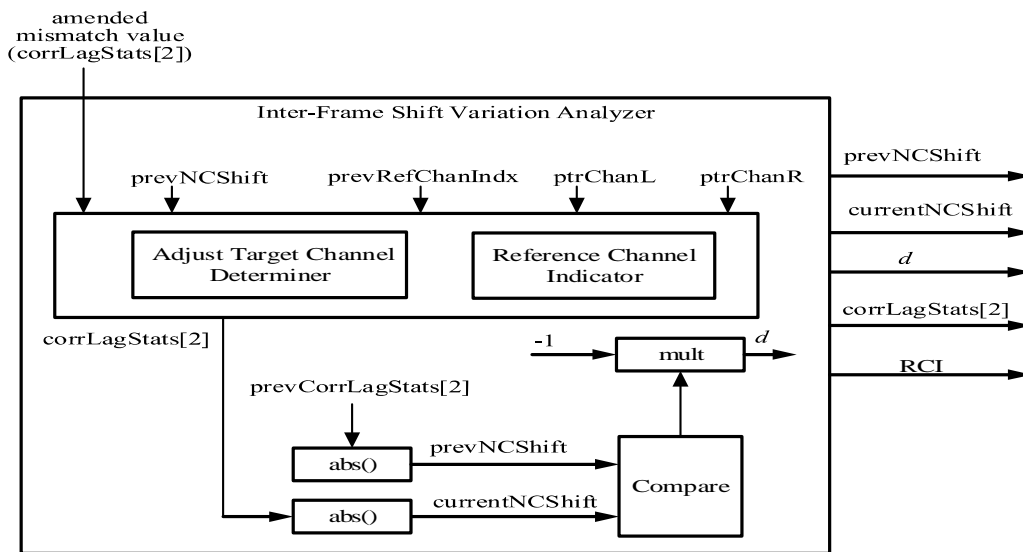 amended
mismatch value
(corrLagStats[2])
Inter-Frame Shift Variation Analyzer
prevNCShift
prevRefChanIndx
ptrChanL
ptrChanR
Adjust Target Channel
Determiner
Reference Channel
Indicator
corrLagStats[2]
-1
mult
d
prevCorrLagStats[2]
abs()
prevNCShift
abs()
currentNCShift
Compare
prevNCShift
currentNCShift
d
corrLagStats[2]
RCI